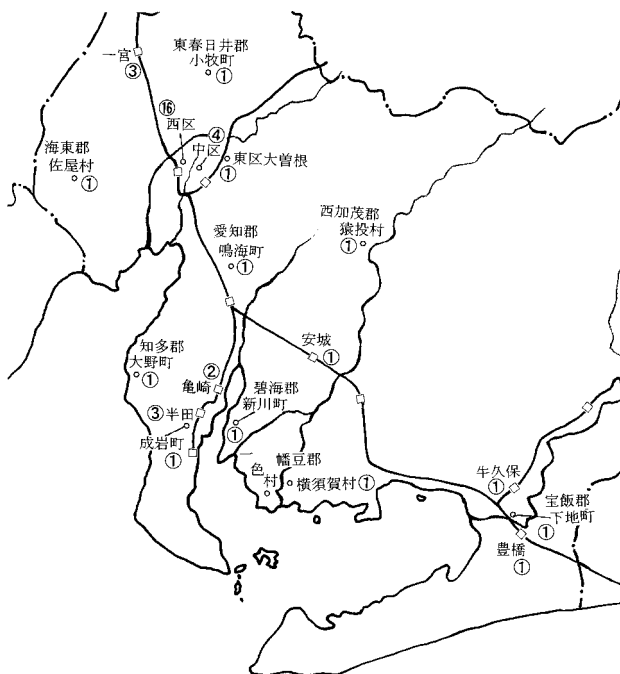 東春日井郡
小牧町
①
一宮
③
⑯
西区
④
中区
東区大曽根
①
海東郡
佐屋村
①
愛知郡
鳴海町
①
西加茂郡
猿投村
①
安城
①
知多郡
大野町
①
②
亀崎
③半田
成岩町
①
碧海郡
新川町
①
一色村
幡豆郡
横須賀村①
牛久保
①
宝飯郡
下地町
①
豊橋
①